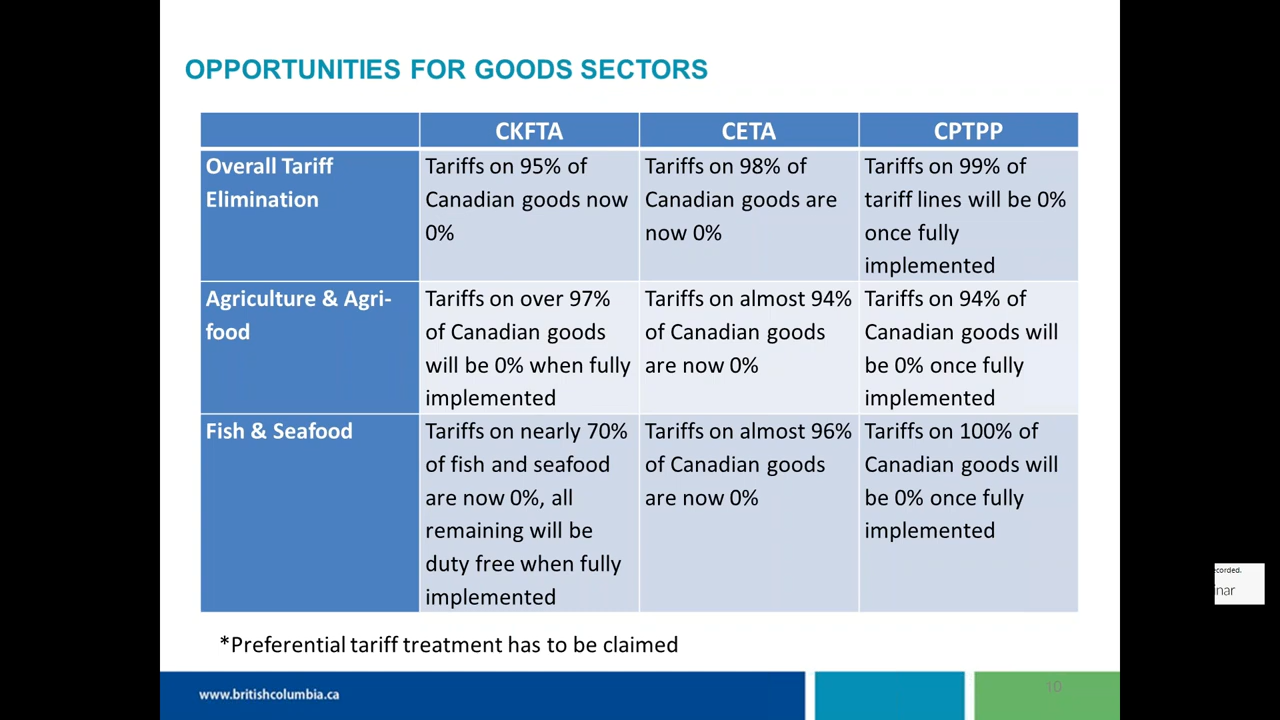 OPPORTUNITIES FOR GOODS SECTORS
CKFTA
CETA
CPTPP
Overall Tariff
Elimination
Tariffs on 95% of
Canadian goods now
0%
Tariffs on 98% of
Canadian goods are
now 0%
Tariffs on 99% of
tariff lines will be 0%
once fully
implemented
Agriculture & Agri-
food
Tariffs on over 97%
of Canadian goods
will be 0% when fully
implemented
Tariffs on almost 94%
of Canadian goods
are now 0%
Tariffs on 94% of
Canadian goods will
be 0% once fully
implemented
Fish & Seafood
Tariffs on nearly 70%
of fish and seafood
are now 0%, all
remaining will be
duty free when fully
implemented
Tariffs on almost 96%
of Canadian goods
are now 0%
Tariffs on 100% of
Canadian goods will
be 0% once fully
implemented
*Preferential tariff treatment has to be claimed
www.britishcolumbia.ca
10
ecorded.
inar